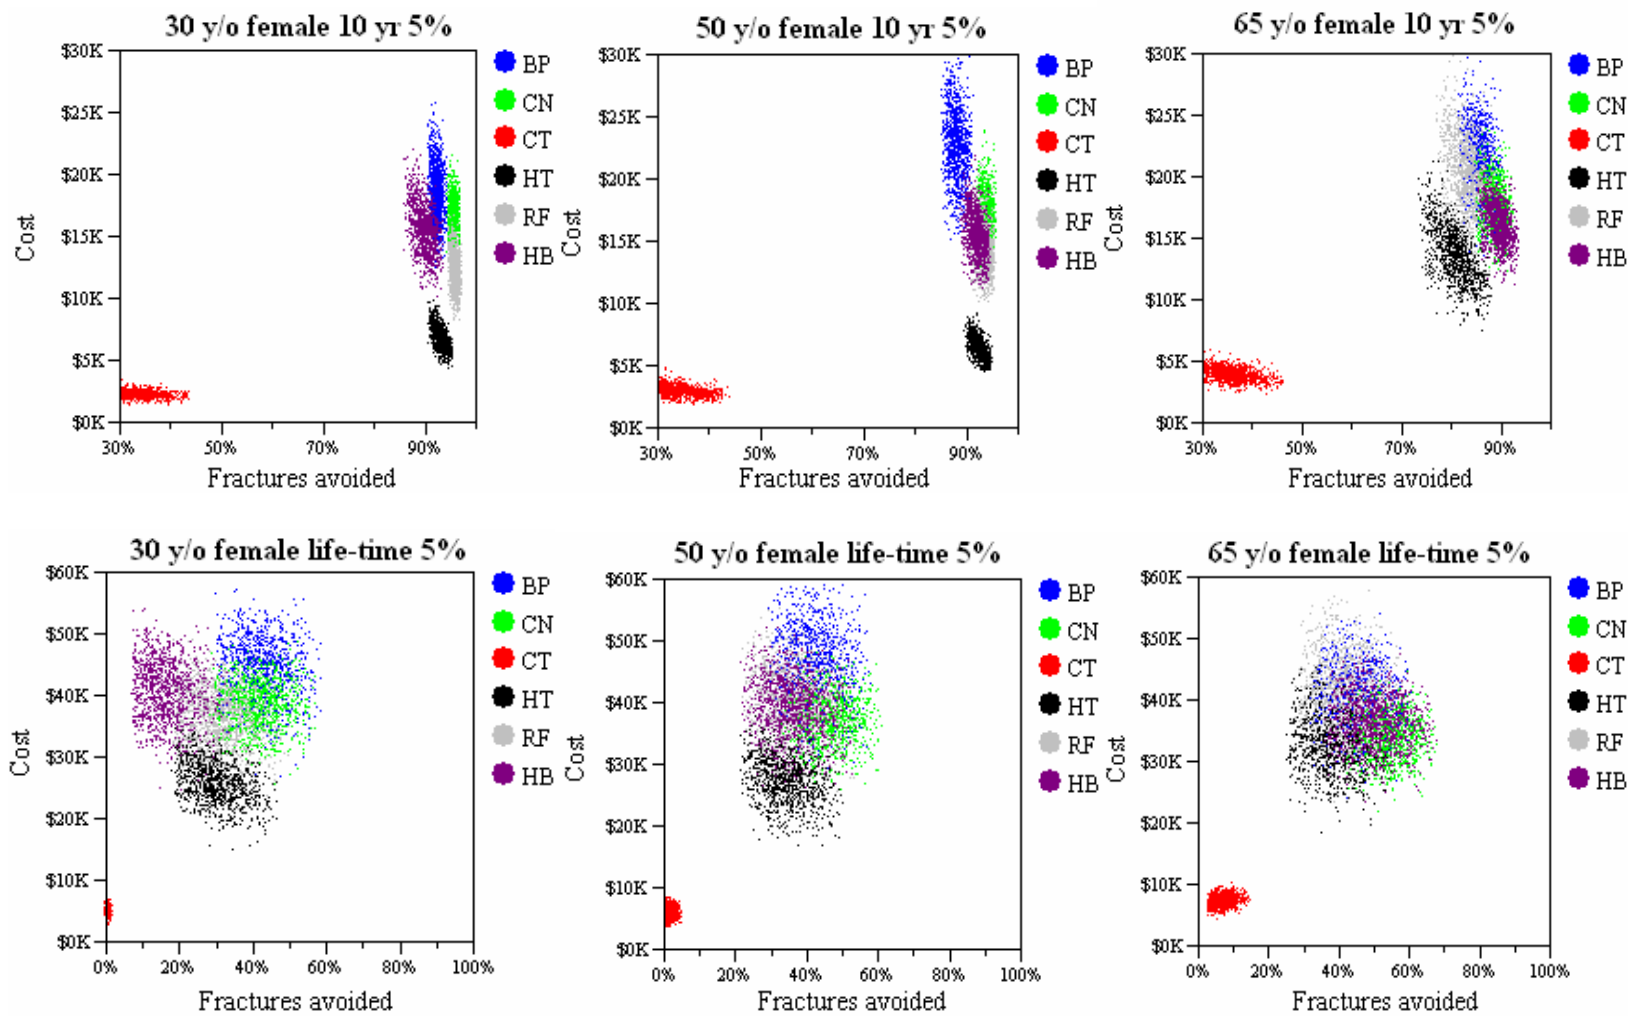 30 y/o female 10 yr 5%
$30K
$25K
$20K
$15K
$10K
$5K
$0K
Cost
30%
50%
70%
90%
Fractures avoided
BP
CN
CT
HT
RF
HB
50 y/o female 10 yr 5%
$30K
$25K
$20K
$15K
$10K
$5K
$0K
Cost
30%
50%
70%
90%
Fractures avoided
BP
CN
CT
HT
RF
HB
65 y/o female 10 yr 5%
$30K
$25K
$20K
$15K
$10K
$5K
$0K
Cost
30%
50%
70%
90%
Fractures avoided
BP
CN
CT
HT
RF
HB
30 y/o female life-time 5%
$60K
$50K
$40K
$30K
$20K
$10K
$0K
Cost
0%
20%
40%
60%
80%
100%
Fractures avoided
BP
CN
CT
HT
RF
HB
50 y/o female life-time 5%
$60K
$50K
$40K
$30K
$20K
$10K
$0K
Cost
0%
20%
40%
60%
80%
100%
Fractures avoided
BP
CN
CT
HT
RF
HB
65 y/o female life-time 5%
$60K
$50K
$40K
$30K
$20K
$10K
$0K
Cost
0%
20%
40%
60%
80%
100%
Fractures avoided
BP
CN
CT
HT
RF
HB